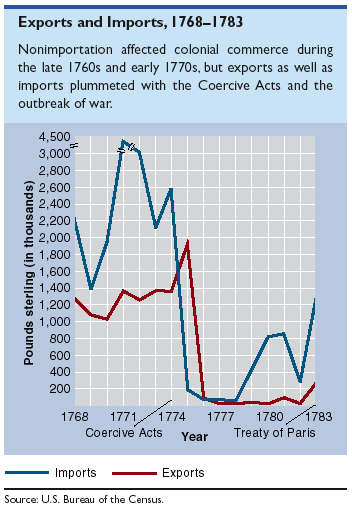 Exports and Imports, 1768–1783
Nonimportation affected colonial commerce during
the late 1760s and early 1770s, but exports as well as
imports plummeted with the Coercive Acts and the
outbreak of war.
Pounds sterling (in thousands)
4,500
3,000
2,800
2,600
2,400
2,200
2,000
1,800
1,600
1,400
1,200
1,000
800
600
400
200
1768 1771 1774 1777 1780 1783
Coercive Acts Year Treaty of Paris
Imports Exports
Source: U.S. Bureau of the Census.